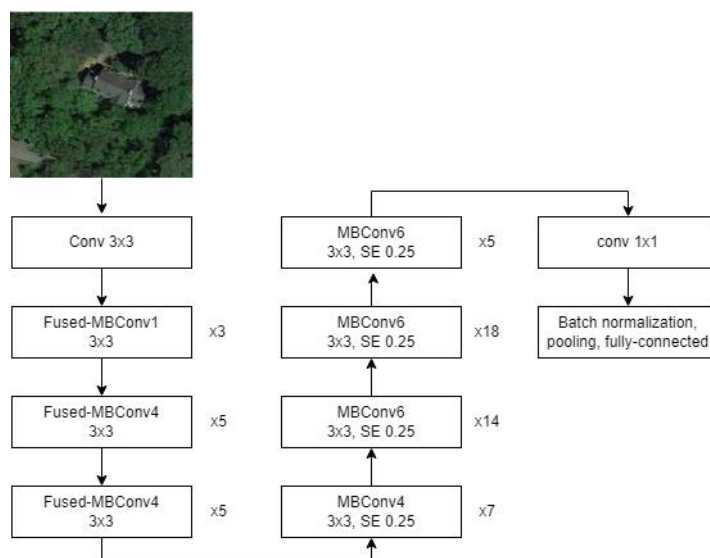 Conv 3x3
Fused-MBConv1
3x3
x3
Fused-MBConv4
3x3
x5
Fused-MBConv4
3x3
x5
MBConv4
3x3, SE 0.25
x7
MBConv6
3x3, SE 0.25
x14
MBConv6
3x3, SE 0.25
x18
MBConv6
3x3, SE 0.25
x5
conv 1x1
Batch normalization,
pooling, fully-connected